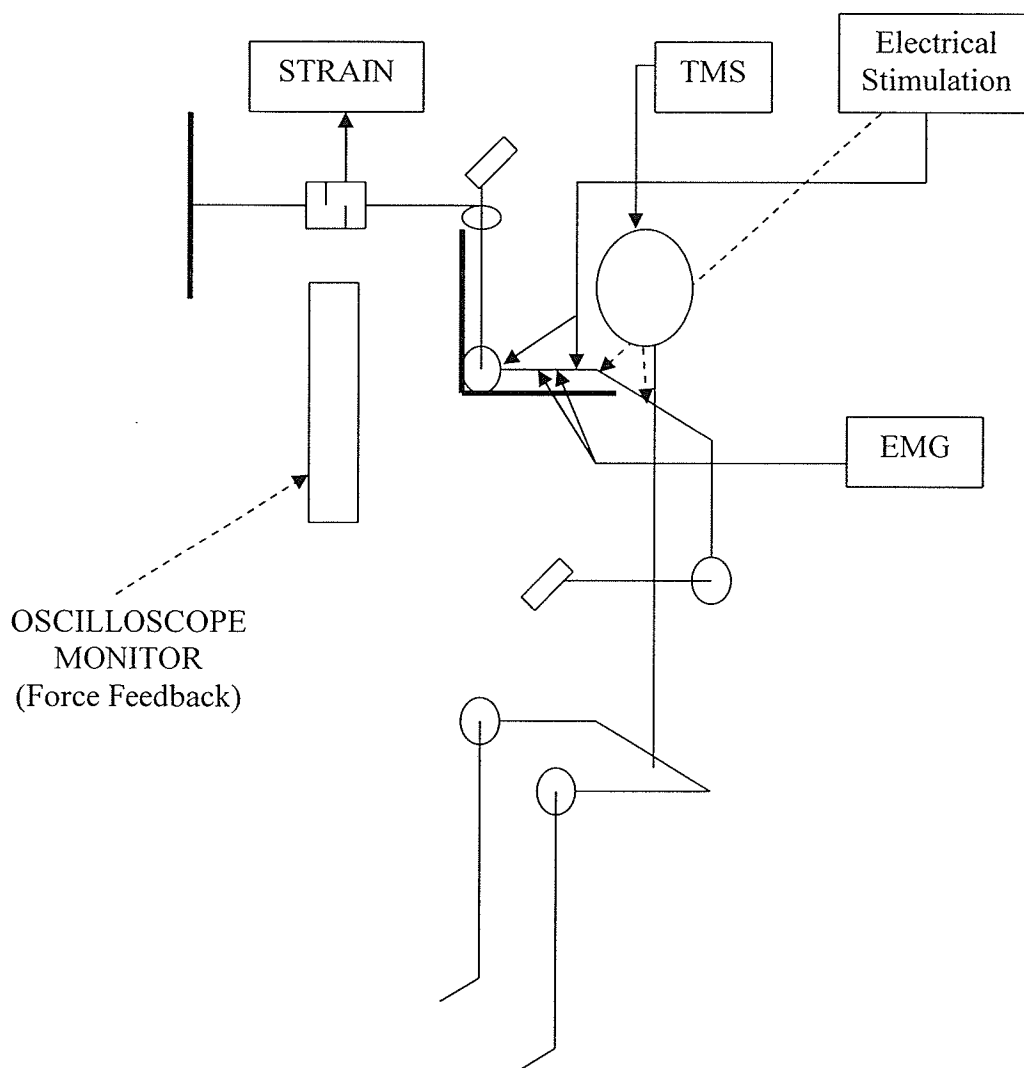 STRAIN
TMS
Electrical
Stimulation
EMG
OSCILLOSCOPE
MONITOR
(Force Feedback)